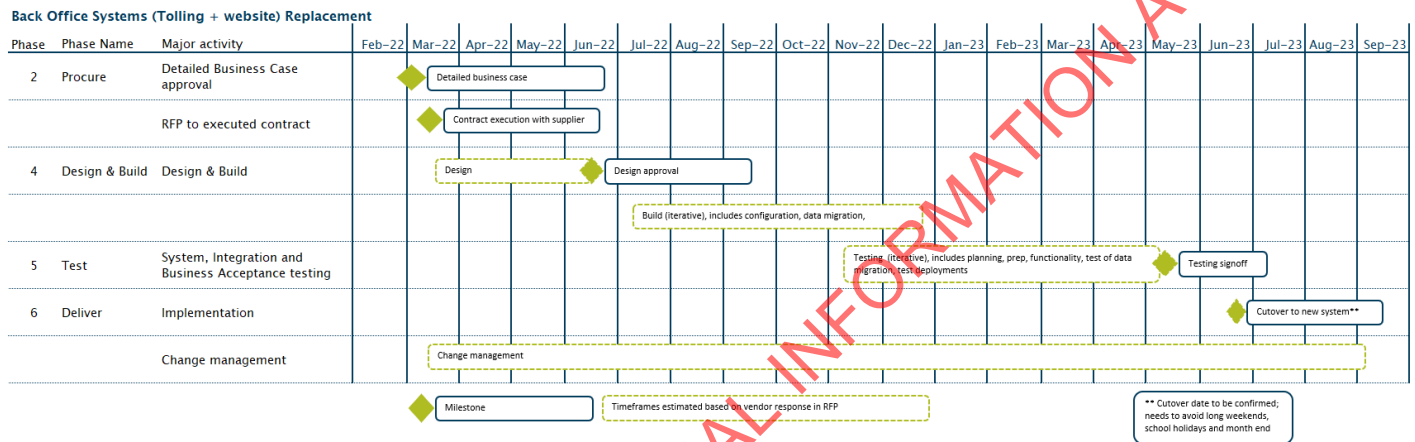 Back Office Systems (Tolling + website) Replacement
Phase Phase Name Major activity Feb-22 Mar-22 Apr-22 May-22 Jun-22 Jul-22 Aug-22 Sep-22 Oct-22 Nov-22 Dec-22 Jan-23 Feb-23 Mar-23 Apr-23 May-23 Jun-23 Jul-23 Aug-23 Sep-23
2 Procure Detailed Business Case
approval
Detailed business case
RFP to executed contract Contract execution with supplier
4 Design & Build Design & Build Design Design approval
Build (iterative), includes configuration, data migration,
5 Test System, Integration and
Business Acceptance testing
Testing (iterative), includes planning, prep, functionality, test of data
migration, test deployments
Testing signoff
6 Deliver Implementation Cutover to new system**
Change management Change management
Milestone Timeframes estimated based on vendor response in RFP
** Cutover date to be confirmed;
needs to avoid long weekends,
school holidays and month end
AL INFORMATION A